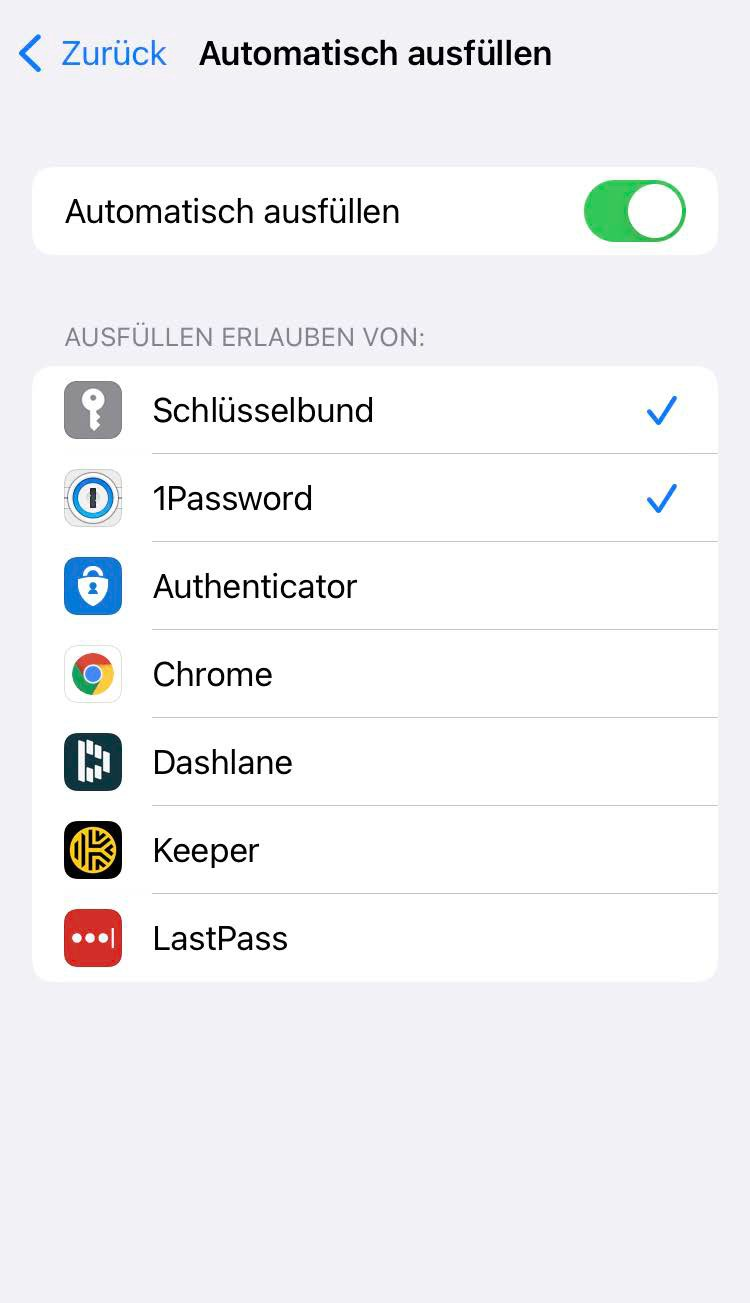 Zurück Automatisch ausfüllen
Automatisch ausfüllen
AUSFÜLLEN ERLAUBEN VON:
Schlüsselbund
1Password
Authenticator
Chrome
Dashlane
Keeper
LastPass